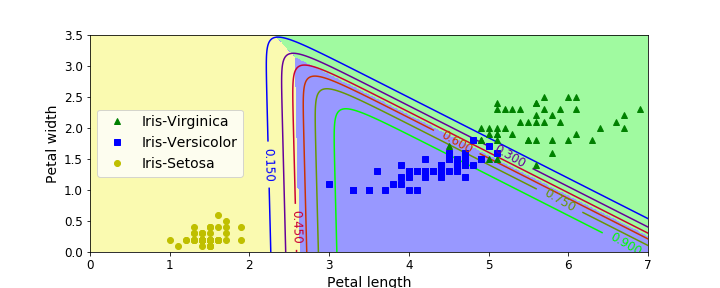 3.5
3.0
2.5
2.0
1.5
1.0
0.5
0.0
Petal width
Iris-Virginica
Iris-Versicolor
Iris-Setosa
0.150
0.450
0.600
0.300
0.750
0.900
0 1 2 3 4 5 6 7
Petal length